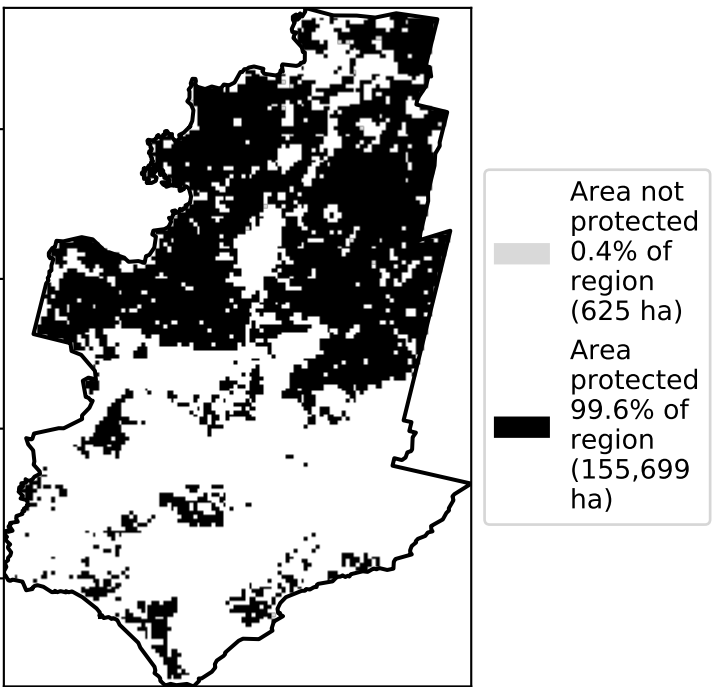 Area not
protected
0.4% of
region
(625 ha)
Area
protected
99.6% of
region
(155,699
ha)